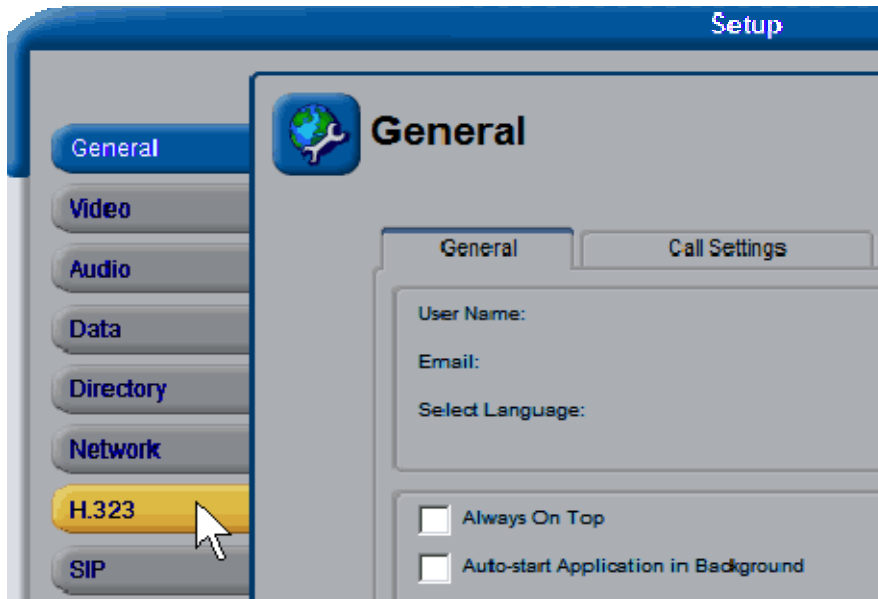 Setup
General
General
Video
Audio
Data
Directory
Network
H.323
SIP
General
Call Settings
User Name:
Email:
Select Language:
Always On Top
Auto-start Application in Background